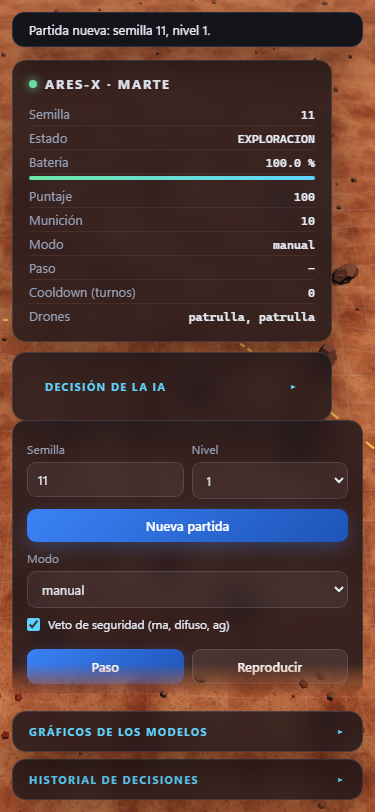 Partida nueva: semilla 11, nivel 1.
ARES-X · MARTE
Semilla 11
Estado EXPLORACION
Batería 100.0 %
Puntaje 100
Munición 10
Modo manual
Paso –
Cooldown (turnos) 0
Drones patrulla, patrulla
DECISIÓN DE LA IA
Semilla Nivel
11 1
Nueva partida
Modo
manual
Veto de seguridad (rna, difuso, ag)
Paso Reproducir
GRÁFICOS DE LOS MODELOS
HISTORIAL DE DECISIONES